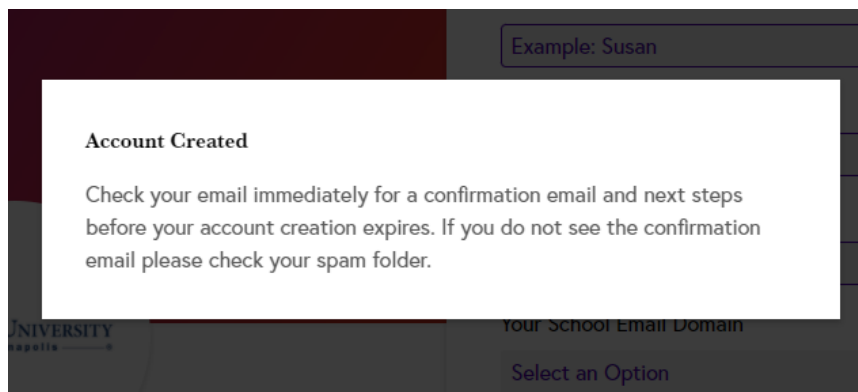 Example: Susan
Account Created
Check your email immediately for a confirmation email and next steps
before your account creation expires. If you do not see the confirmation
email please check your spam folder.
UNIVERSITY
Your School Email Domain
Select an Option